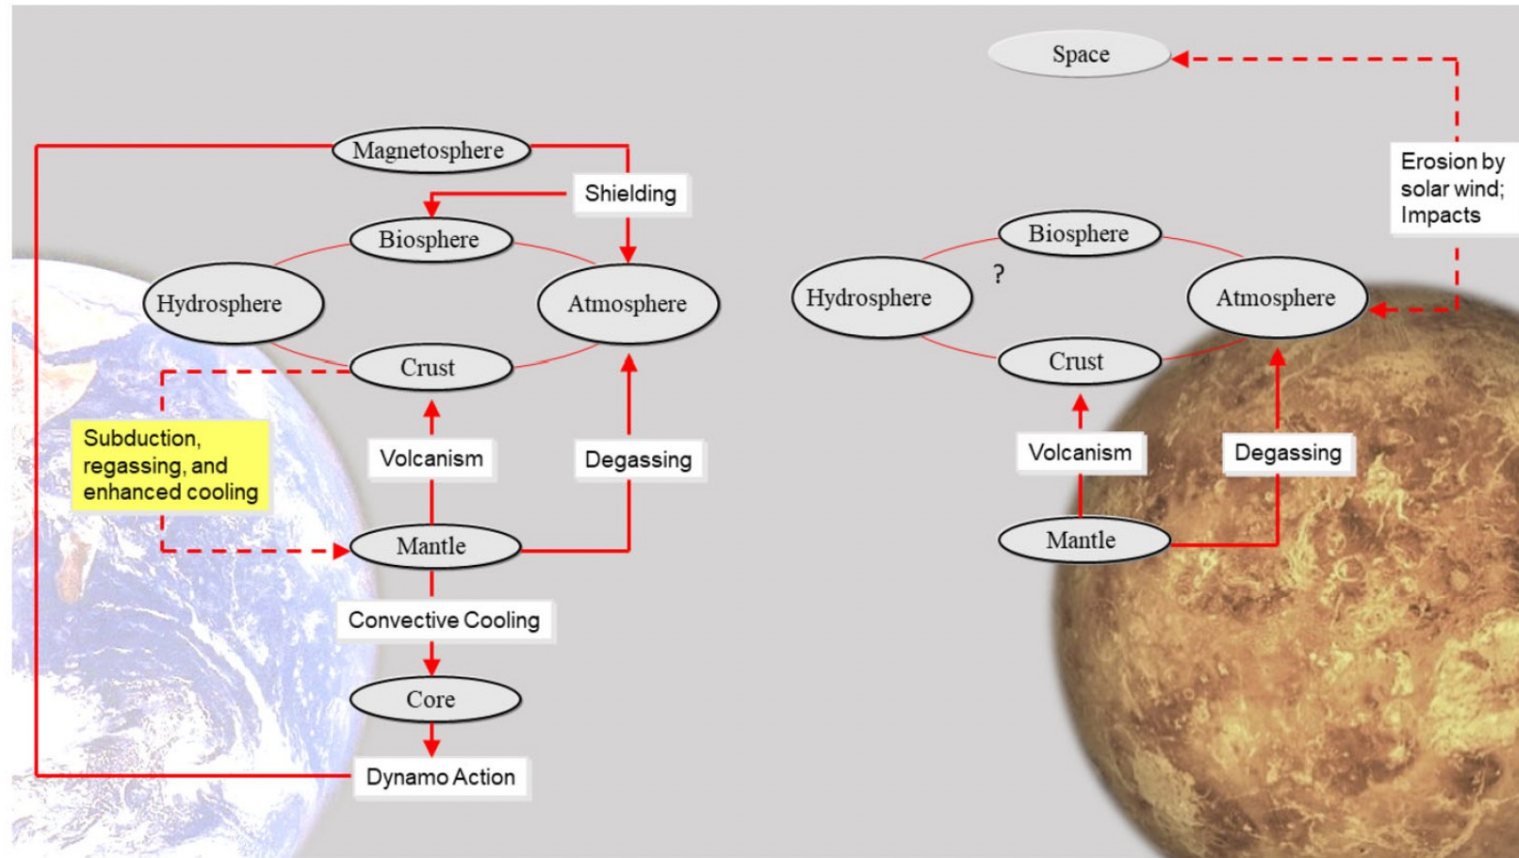 Space
Magnetosphere
Erosion by
solar wind;
Impacts
Shielding
Biosphere
Hydrosphere
Atmosphere
Crust
Subduction,
regassing, and
enhanced cooling
Volcanism
Degassing
Mantle
Convective Cooling
Core
Dynamo Action
Biosphere
?
Hydrosphere
Atmosphere
Crust
Volcanism
Degassing
Mantle